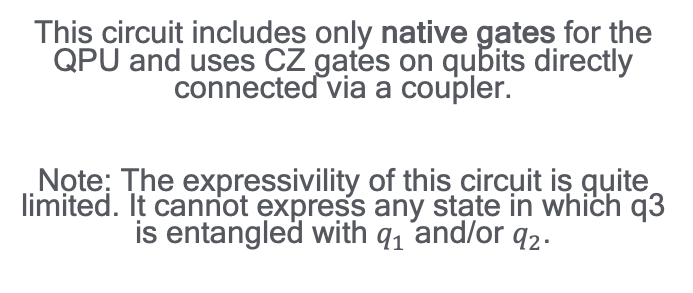 This circuit includes only native gates for the
QPU and uses CZ gates on qubits directly
connected via a coupler.
Note: The expressivility of this circuit is quite
limited. It cannot express any state in which q3
is entangled with q₁ and/or q₂.